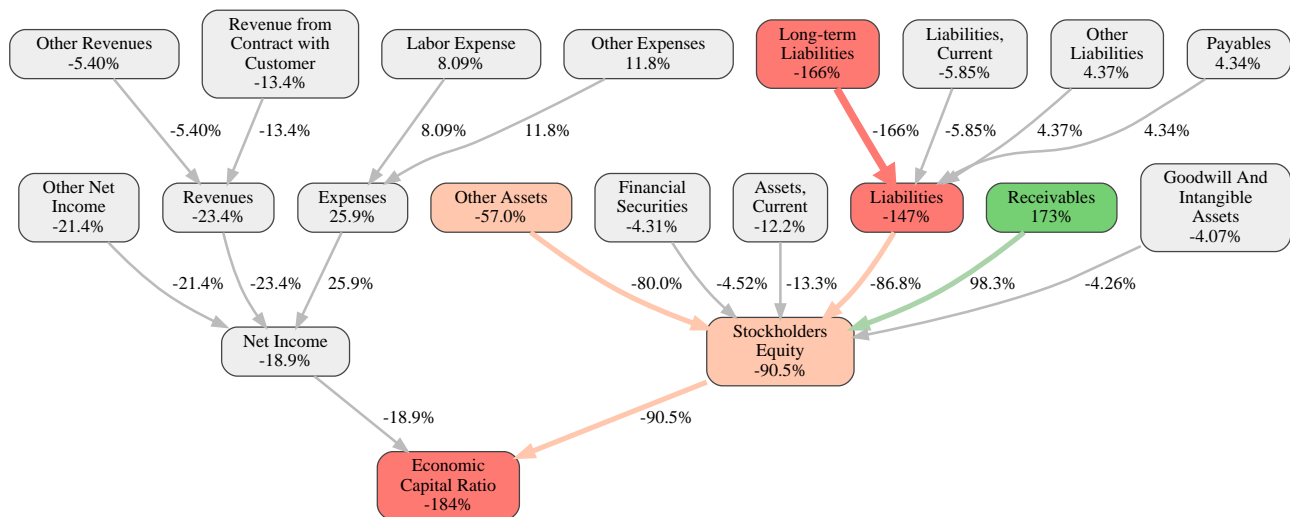 Other Revenues
-5.40%
Revenue from
Contract with
Customer
-13.4%
Labor Expense
8.09%
Other Expenses
11.8%
Long-term
Liabilities
-166%
Liabilities,
Current
-5.85%
Other
Liabilities
4.37%
Payables
4.34%
-5.40%
-13.4%
8.09%
11.8%
-166%
-5.85%
4.37%
4.34%
Other Net
Income
-21.4%
Revenues
-23.4%
Expenses
25.9%
Other Assets
-57.0%
Financial
Securities
-4.31%
Assets,
Current
-12.2%
Liabilities
-147%
Receivables
173%
Goodwill And
Intangible
Assets
-4.07%
-21.4%
-23.4%
25.9%
-80.0%
-4.52%
-13.3%
-86.8%
98.3%
-4.26%
Net Income
-18.9%
Stockholders
Equity
-90.5%
-18.9%
-90.5%
Economic
Capital Ratio
-184%